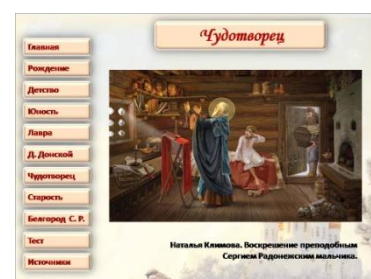 Чудотворец
Главная
Рождение
Детство
Юность
Лавра
Д. Донской
Чудотворец
Старость
Белгород С. Р.
Тест
Источники
Наталья Климова. Воскрешение преподобным
Сергием Радонежским мальчика.